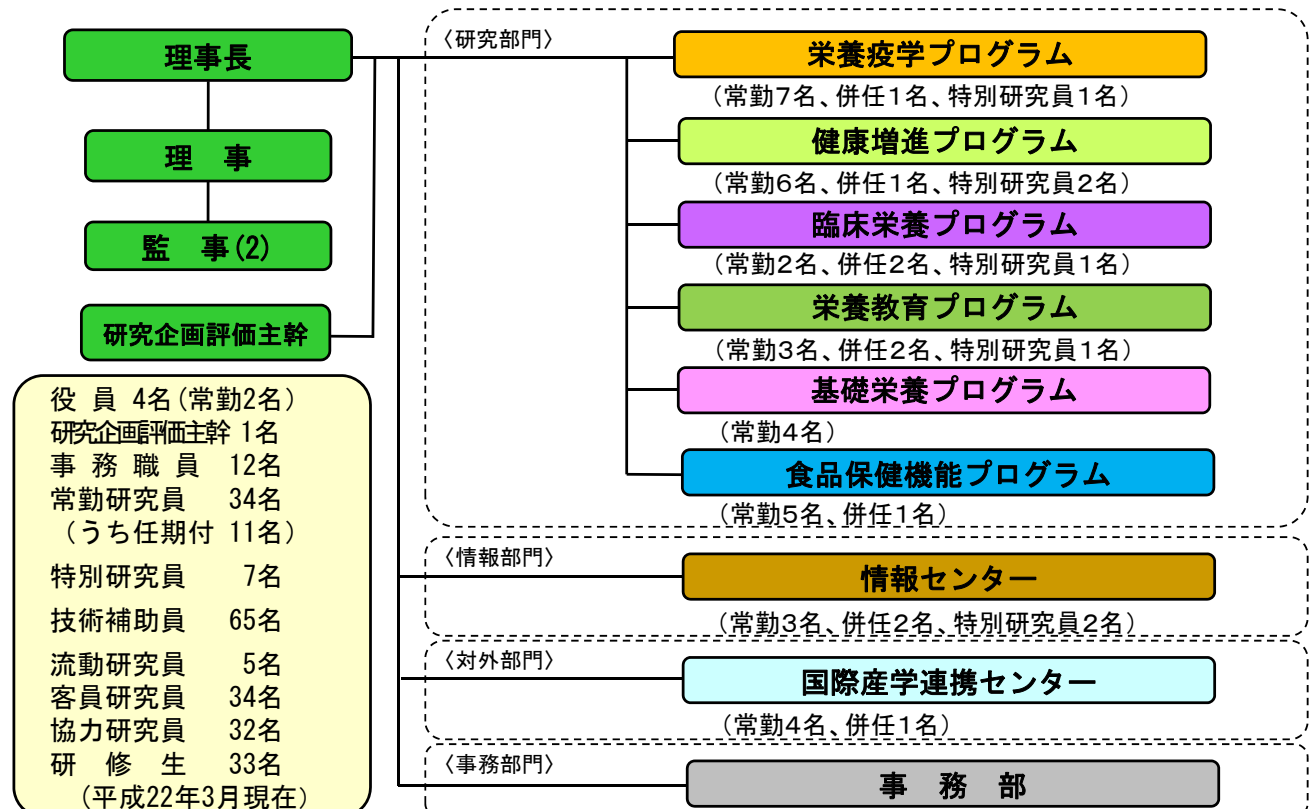 理事長
理　事
監　事(2)
研究企画評価主幹
役 員 4名(常勤2名)
研究企画評価主幹 1名
事 務 職 員 12名
常勤研究員 34名
(うち任期付 11名)
特別研究員 7名
技術補助員 65名
流動研究員 5名
客員研究員 34名
協力研究員 32名
研　修　生 33名
(平成22年3月現在)
〈研究部門〉
栄養疫学プログラム
(常勤7名、併任1名、特別研究員1名)
健康増進プログラム
(常勤6名、併任1名、特別研究員2名)
臨床栄養プログラム
(常勤2名、併任2名、特別研究員1名)
栄養教育プログラム
(常勤3名、併任2名、特別研究員1名)
基礎栄養プログラム
(常勤4名)
食品保健機能プログラム
(常勤5名、併任1名)
〈情報部門〉
情報センター
(常勤3名、併任2名、特別研究員2名)
〈対外部門〉
国際産学連携センター
(常勤4名、併任1名)
〈事務部門〉
事　務　部